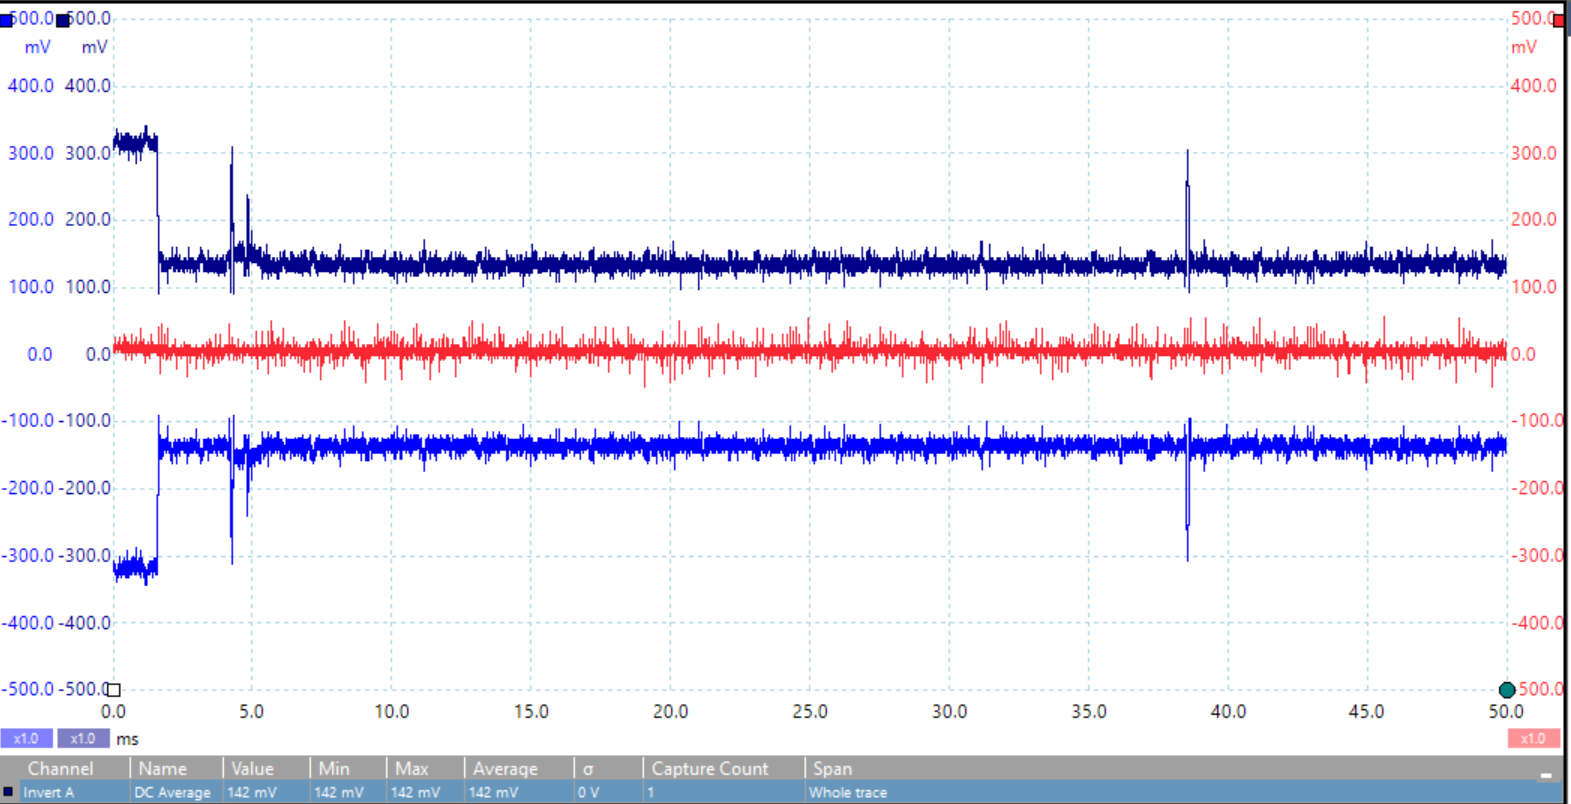 500.0 500.0 500.0
mV mV mV
400.0 400.0 400.0
300.0 300.0 300.0
200.0 200.0 200.0
100.0 100.0 100.0
0.0 0.0 0.0
-100.0 -100.0 -100.0
-200.0 -200.0 -200.0
-300.0 -300.0 -300.0
-400.0 -400.0 -400.0
-500.0 -500.0 500.0
0.0 5.0 10.0 15.0 20.0 25.0 30.0 35.0 40.0 45.0 50.0
x1.0 x1.0 ms x1.0
Channel Name Value Min Max Average σ Capture Count Span
Invert A DC Average 142 mV 142 mV 142 mV 142 mV 0 V 1 Whole trace